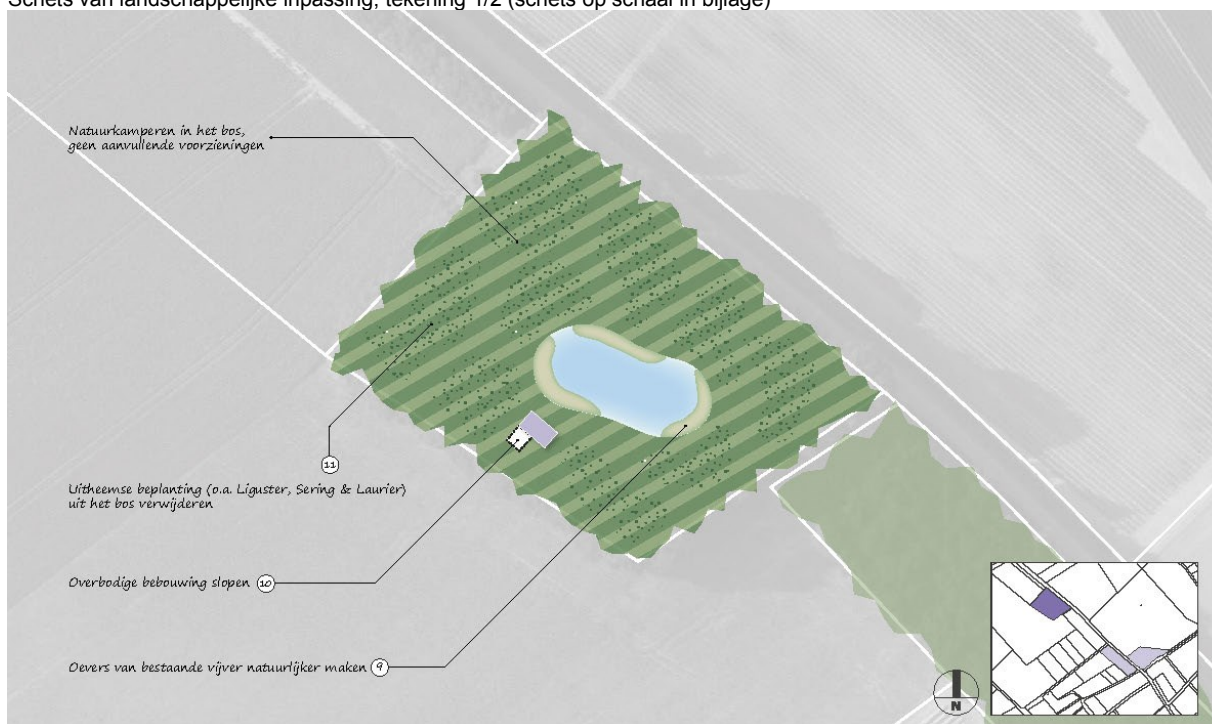 Schets van landschappelijke inpassing, tekening 1/2 (schets op schaal in bijlage)
Natuurkamperen in het bos,
geen aanvullende voorzieningen
11
Uitheemse beplanting (o.a. Liguster, Sering & Laurier)
uit het bos verwijderen
Overbodige bebouwing slopen 10
Oevers van bestaande vijver natuurlijker maken 9
N